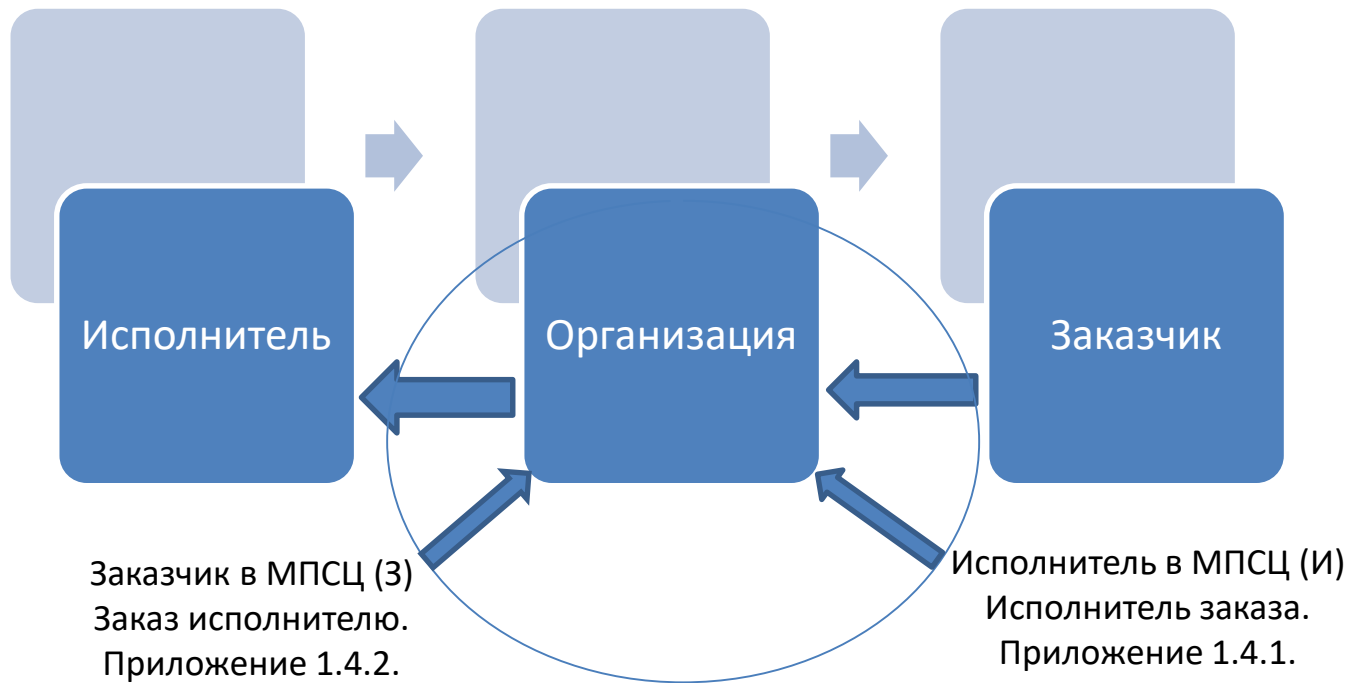 Исполнитель
Организация
Заказчик
Заказчик в МПСЦ (З)
Заказ исполнителю.
Приложение 1.4.2.
Исполнитель в МПСЦ (И)
Исполнитель заказа.
Приложение 1.4.1.